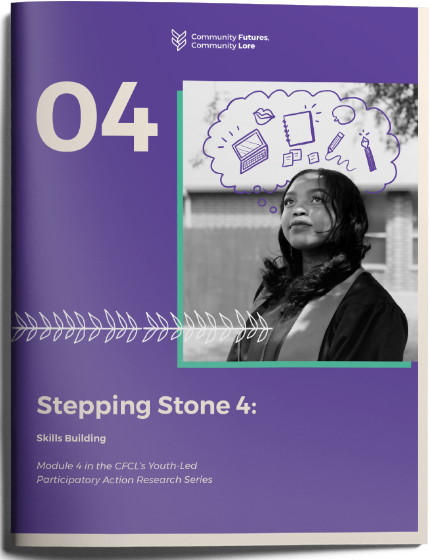 Community Futures,
Community Lore
04
Stepping Stone 4:
Skills Building
Module 4 in the CFCL's Youth-Led
Participatory Action Research Series